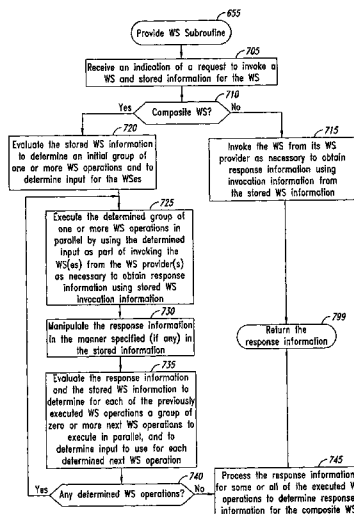 655
Provide WS Subroutine
705
Receive an indication of a request to invoke a
WS and stored information for the WS
710
Yes
Composite WS?
No
720
Evaluate the stored WS information
to determine an initial group of
one or more WS operations and to
determine input for the WSes
715
Invoke the WS from its WS
provider as necessary to obtain
response information using
invocation information from
the stored WS information
725
Execute the determined group of
one or more WS operations in
parallel by using the determined
input as part of invoking the
WS(es) from the WS provider(s)
as necessary to obtain response
information using stored WS
invocation information
730
Manipulate the response information
in the manner specified (if any) in
the stored information
799
Return the
response information
735
Evaluate the response information
and the stored WS information to
determine for each of the previously
executed WS operations a group of
zero or more next WS operations to
execute in parallel, and to
determine input to use for each
determined next WS operation
740
Yes
Any determined WS operations?
No
745
Process the response information
for some or all of the executed W
operations to determine response
information for the composite WS